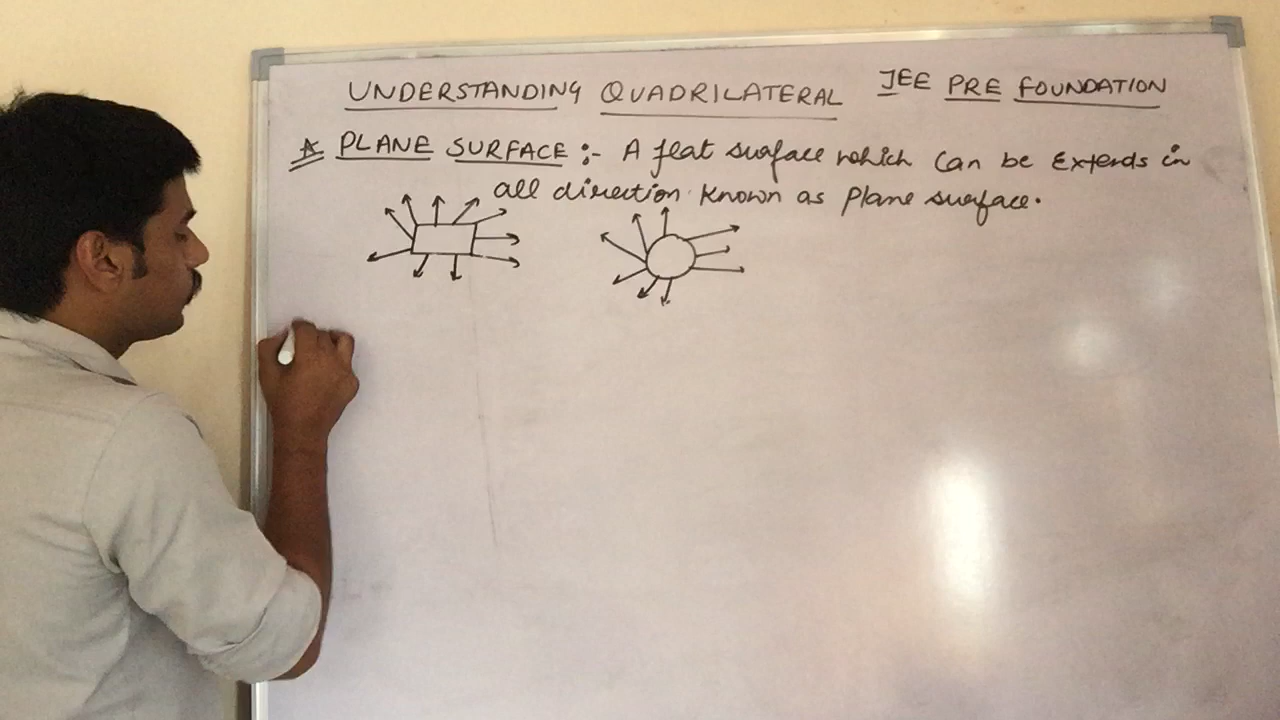 UNDERSTANDING QUADRILATERAL JEE PRE FOUNDATION
PLANE SURFACE :- A flat surface which can be Extends in
all direction known as Plane surface.